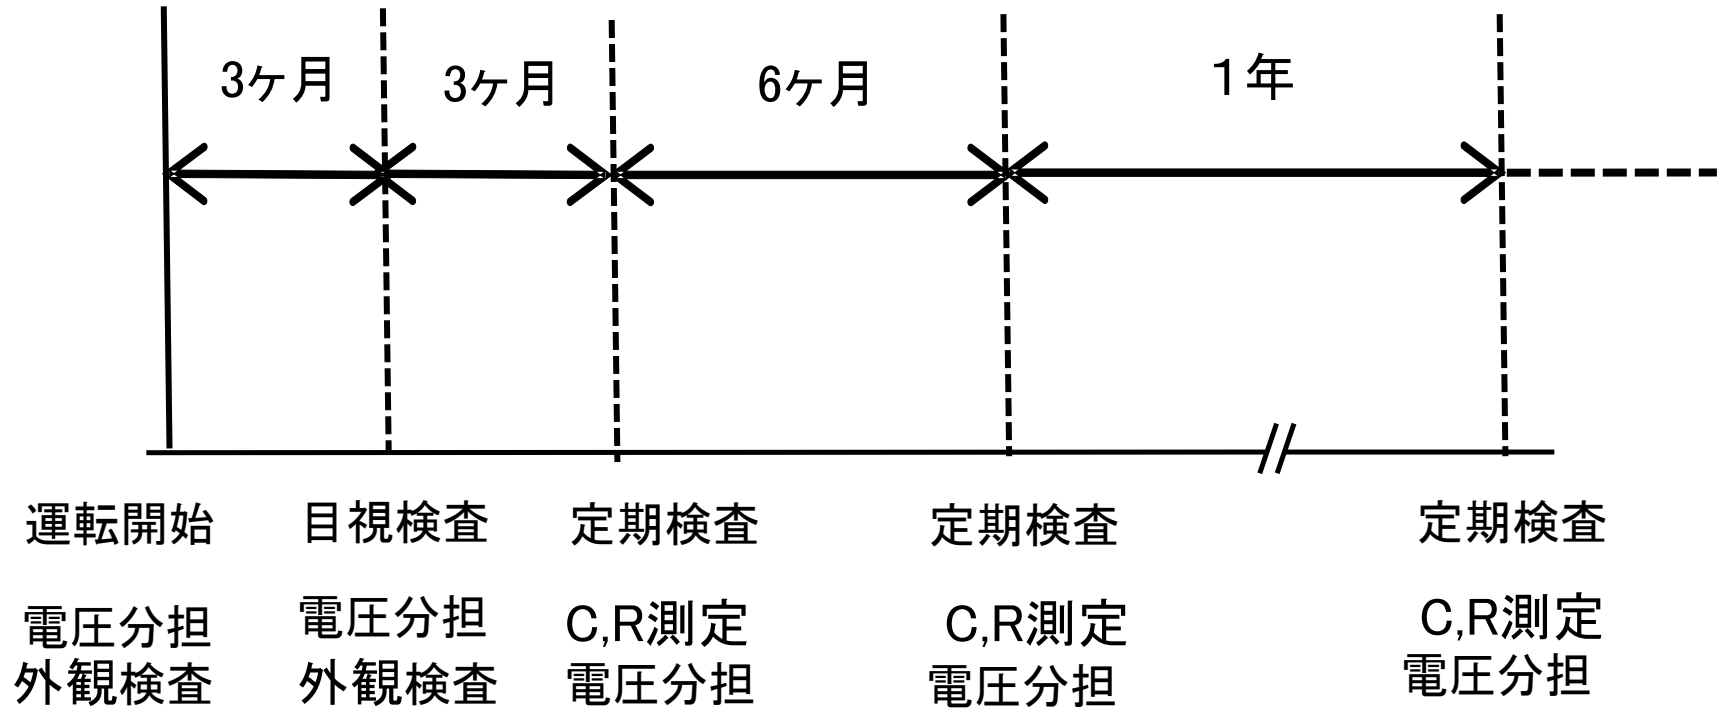 3ヶ月
3ヶ月
6ヶ月
1年
運転開始
目視検査
定期検査
定期検査
定期検査
電圧分担
外観検査
電圧分担
外観検査
C,R測定
電圧分担
C,R測定
電圧分担
C,R測定
電圧分担